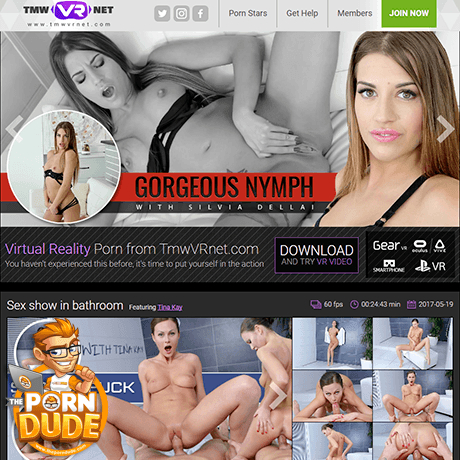 TMW VR NET
www.tmwvrnet.com
Porn Stars
Get Help
Members
JOIN NOW
GORGEOUS NYMPH
WITH SILVIA DELLAI
Virtual Reality Porn from TmwVRnet.com
You haven't experienced this before, it's time to put yourself in the action
DOWNLOAD
AND TRY VR VIDEO
Gear VR
oculus
VIVE
SMARTPHONE
PS VR
Sex show in bathroom Featuring Tina Kay
60 fps
00:24:43 min
2017-05-19
WITH TINA KAY
UCK
THE
PORN
DUDE